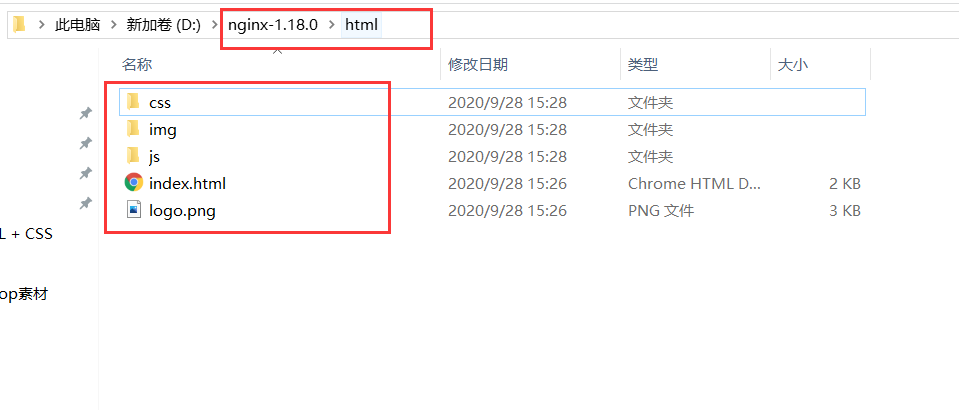 此电脑 > 新加卷 (D:) > nginx-1.18.0 > html
名称 修改日期 类型 大小
css 2020/9/28 15:28 文件夹
img 2020/9/28 15:28 文件夹
js 2020/9/28 15:28 文件夹
index.html 2020/9/28 15:26 Chrome HTML D... 2 KB
logo.png 2020/9/28 15:26 PNG 文件 3 KB
L + CSS
op素材